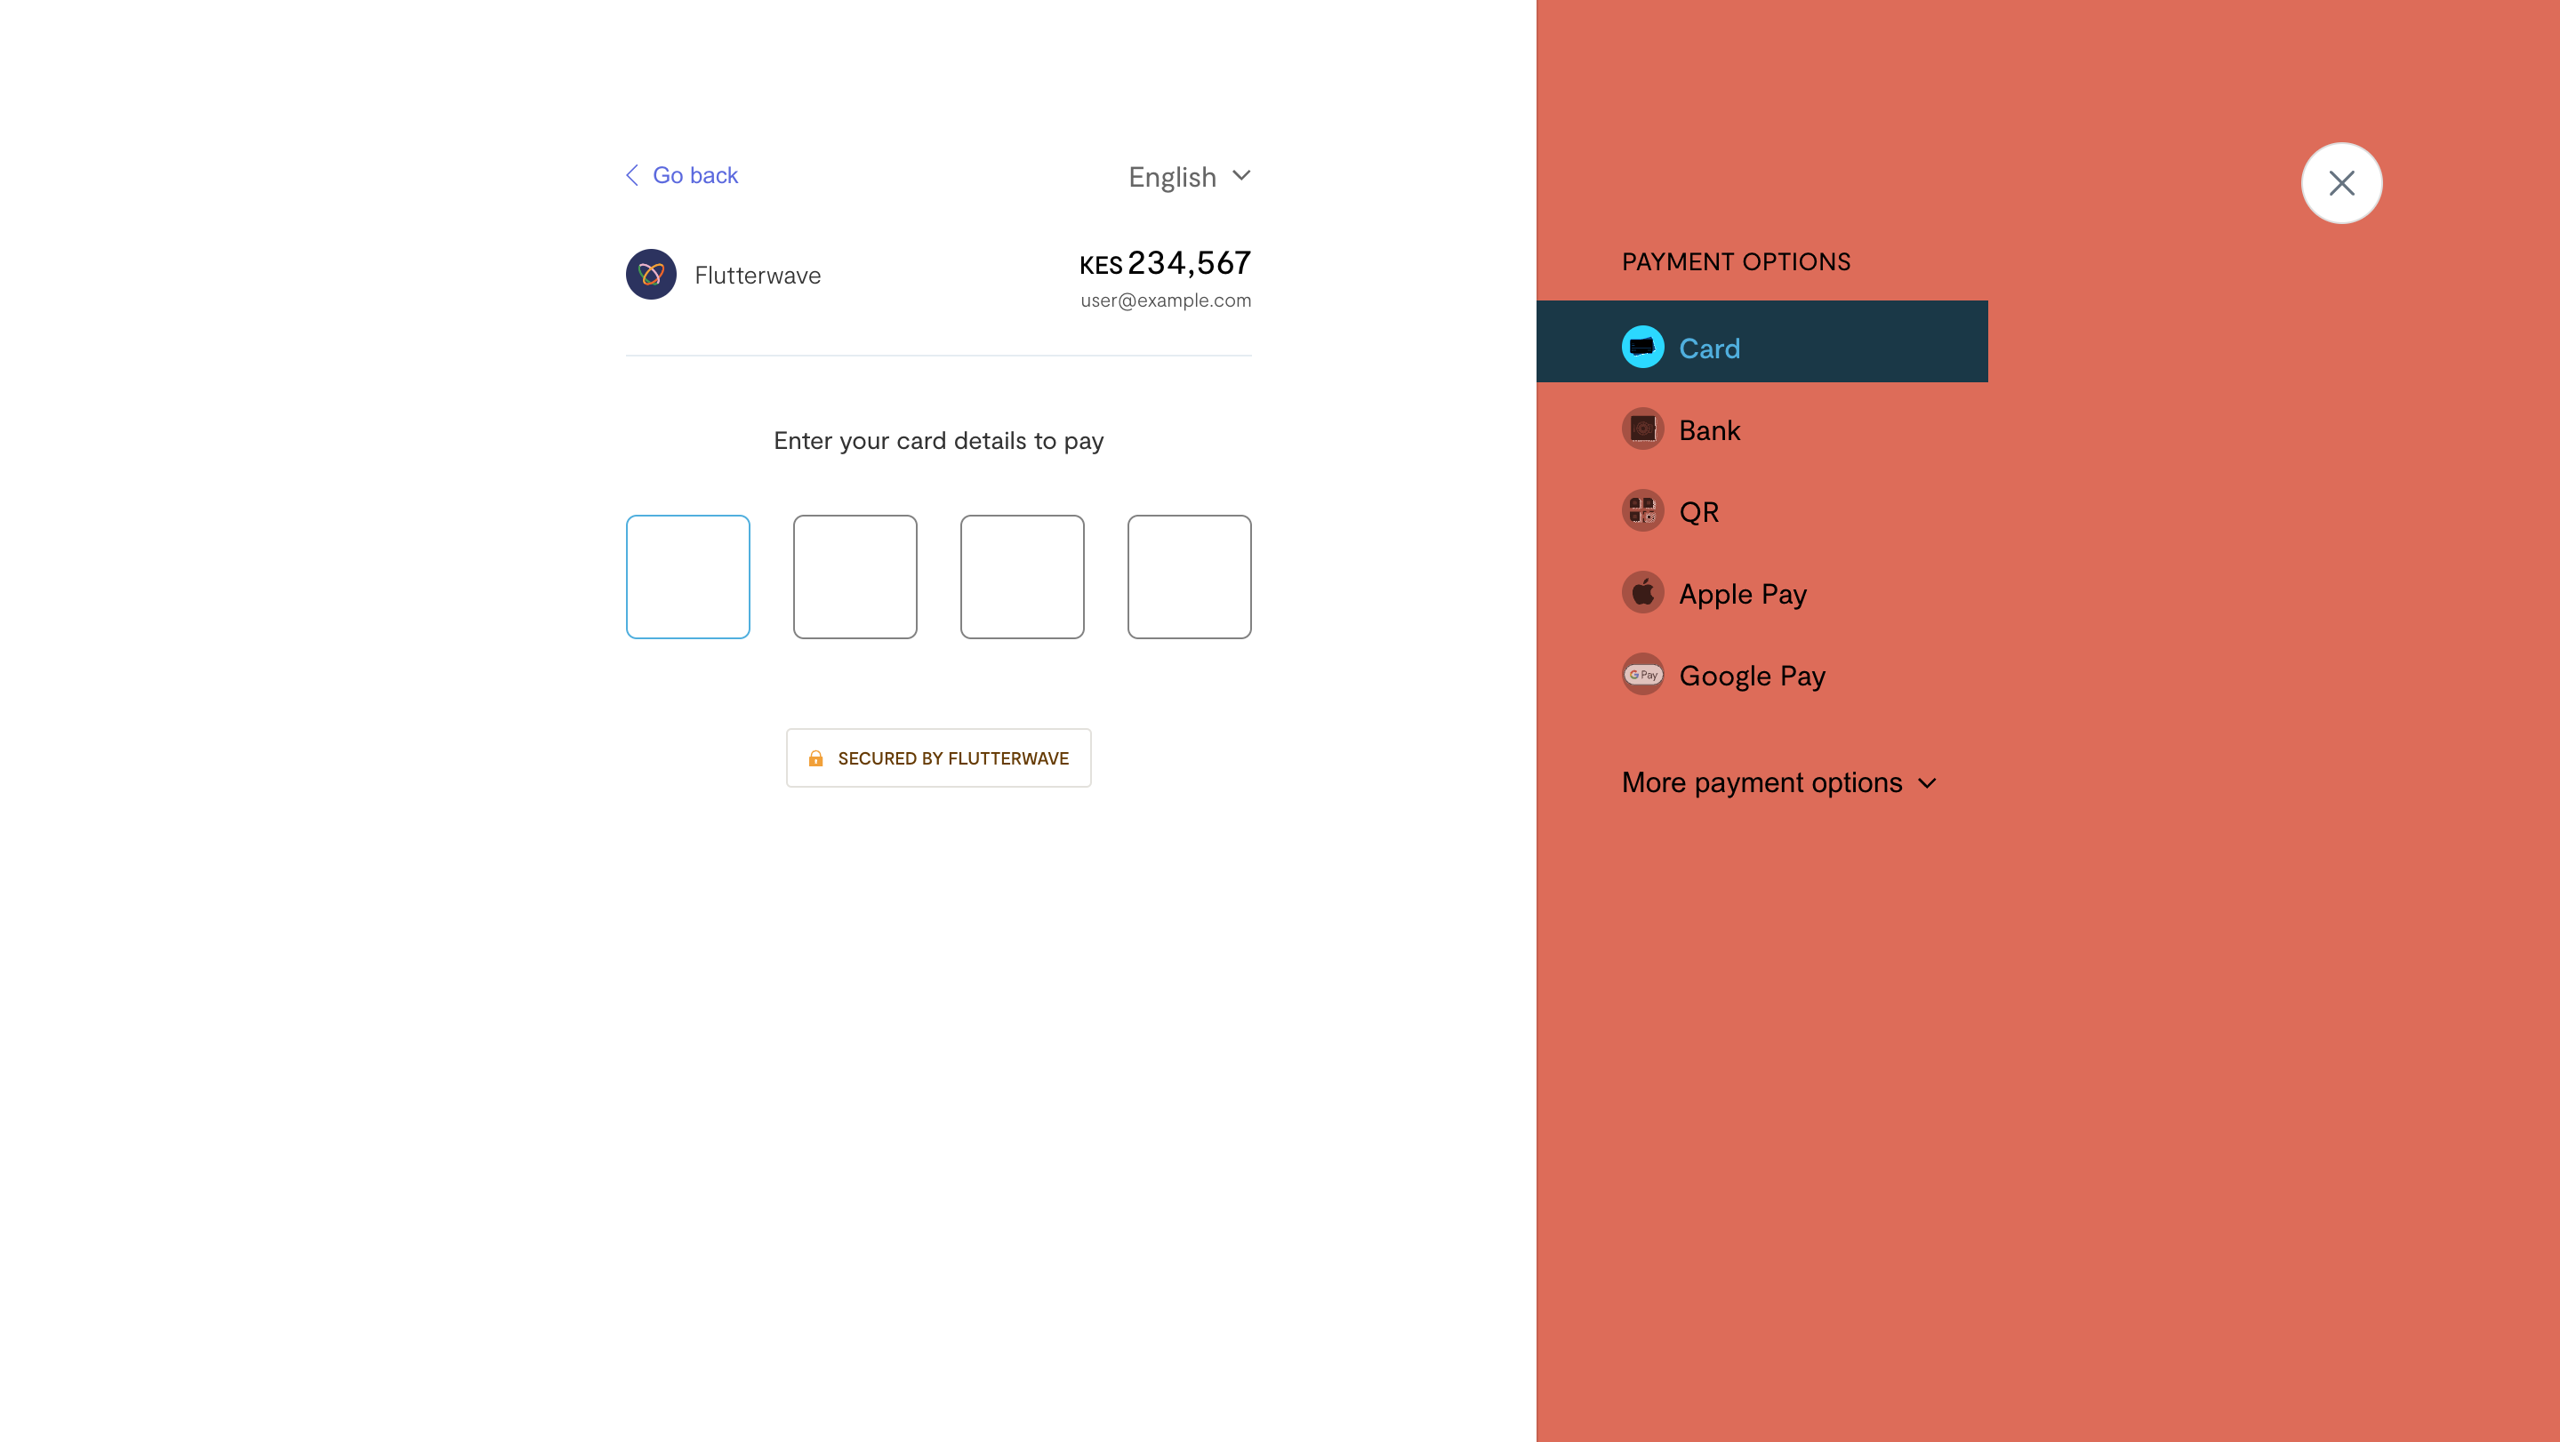 Go back
English
Flutterwave
KES 234,567
user@example.com
Enter your card details to pay
SECURED BY FLUTTERWAVE
PAYMENT OPTIONS
Card
Bank
QR
Apple Pay
G Pay
Google Pay
More payment options